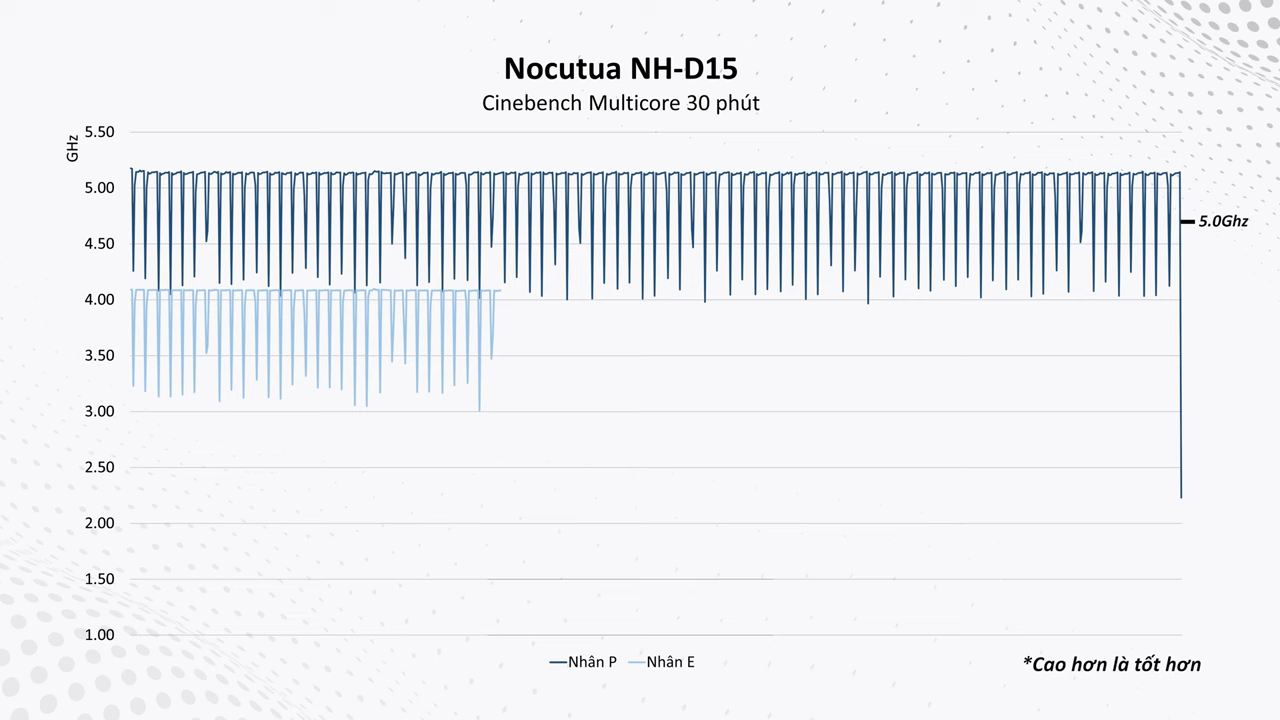 Nocutua NH-D15
Cinebench Multicore 30 phút
GHz
5.50
5.00
4.50
4.00
3.50
3.00
2.50
2.00
1.50
1.00
5.0Ghz
Nhân P
Nhân E
*Cao hơn là tốt hơn